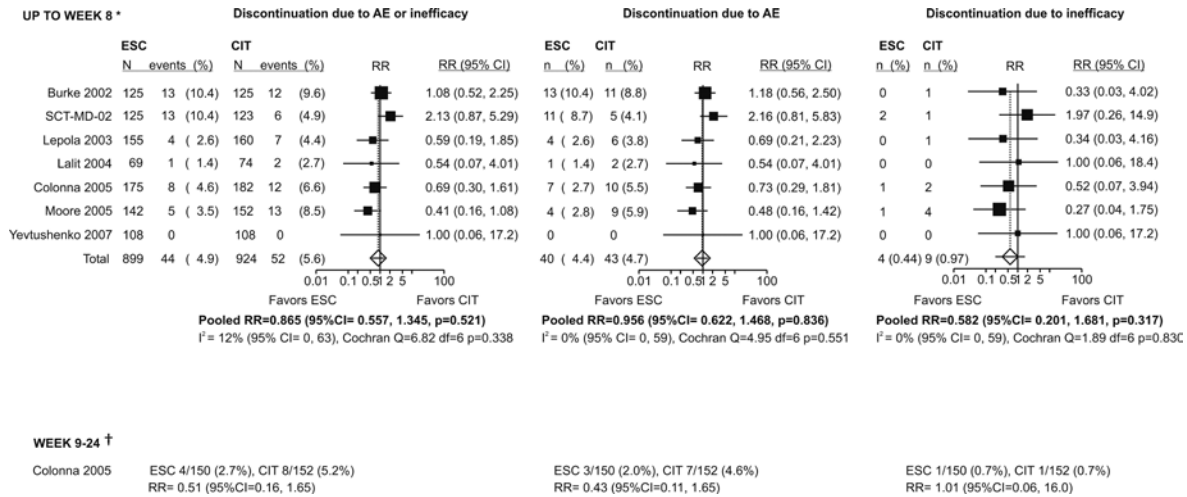 UP TO WEEK 8 * Discontinuation due to AE or inefficacy Discontinuation due to AE Discontinuation due to inefficacy
ESC CIT ESC CIT ESC CIT
N events (%) N events (%) RR RR (95% CI) n (%) n (%) RR RR (95% CI) n (%) n (%) RR RR (95% CI)
Burke 2002 125 13 (10.4) 125 12 (9.6) 1.08 (0.52, 2.25) 13 (10.4) 11 (8.8) 1.18 (0.56, 2.50) 0 1 0.33 (0.03, 4.02)
SCT-MD-02 125 13 (10.4) 123 6 (4.9) 2.13 (0.87, 5.29) 11 ( 8.7) 5 (4.1) 2.16 (0.81, 5.83) 2 1 1.97 (0.26, 14.9)
Lepola 2003 155 4 ( 2.6) 160 7 (4.4) 0.59 (0.19, 1.85) 4 ( 2.6) 6 (3.8) 0.69 (0.21, 2.23) 0 1 0.34 (0.03, 4.16)
Lalit 2004 69 1 ( 1.4) 74 2 (2.7) 0.54 (0.07, 4.01) 1 ( 1.4) 2 (2.7) 0.54 (0.07, 4.01) 0 0 1.00 (0.06, 18.4)
Colonna 2005 175 8 ( 4.6) 182 12 (6.6) 0.69 (0.30, 1.61) 7 ( 2.7) 10 (5.5) 0.73 (0.29, 1.81) 1 2 0.52 (0.07, 3.94)
Moore 2005 142 5 ( 3.5) 152 13 (8.5) 0.41 (0.16, 1.08) 4 ( 2.8) 9 (5.9) 0.48 (0.16, 1.42) 1 4 0.27 (0.04, 1.75)
Yevtushenko 2007 108 0 108 0 1.00 (0.06, 17.2) 0 0 1.00 (0.06, 17.2) 0 0 1.00 (0.06, 17.2)
Total 899 44 ( 4.9) 924 52 (5.6) 40 ( 4.4) 43 (4.7) 4 (0.44) 9 (0.97)
0.1 0.5 1 2 5 100 0.1 0.5 1 2 5 100 0.1 0.5 1 2 5 100
Favors ESC Favors CIT Favors ESC Favors CIT Favors ESC Favors CIT
Pooled RR=0.865 (95%CI= 0.557, 1.345, p=0.521) Pooled RR=0.956 (95%CI= 0.622, 1.468, p=0.836) Pooled RR=0.582 (95%CI= 0.201, 1.681, p=0.317)
I² = 12% (95% CI= 0, 63), Cochran Q=6.82 df=6 p=0.338 I² = 0% (95% CI= 0, 59), Cochran Q=4.95 df=6 p=0.551 I² = 0% (95% CI= 0, 59), Cochran Q=1.89 df=6 p=0.830
WEEK 9-24 †
Colonna 2005 ESC 4/150 (2.7%), CIT 8/152 (5.2%) ESC 3/150 (2.0%), CIT 7/152 (4.6%) ESC 1/150 (0.7%), CIT 1/152 (0.7%)
RR= 0.51 (95%CI=0.16, 1.65) RR= 0.43 (95%CI=0.11, 1.65) RR= 1.01 (95%CI=0.06, 16.0)